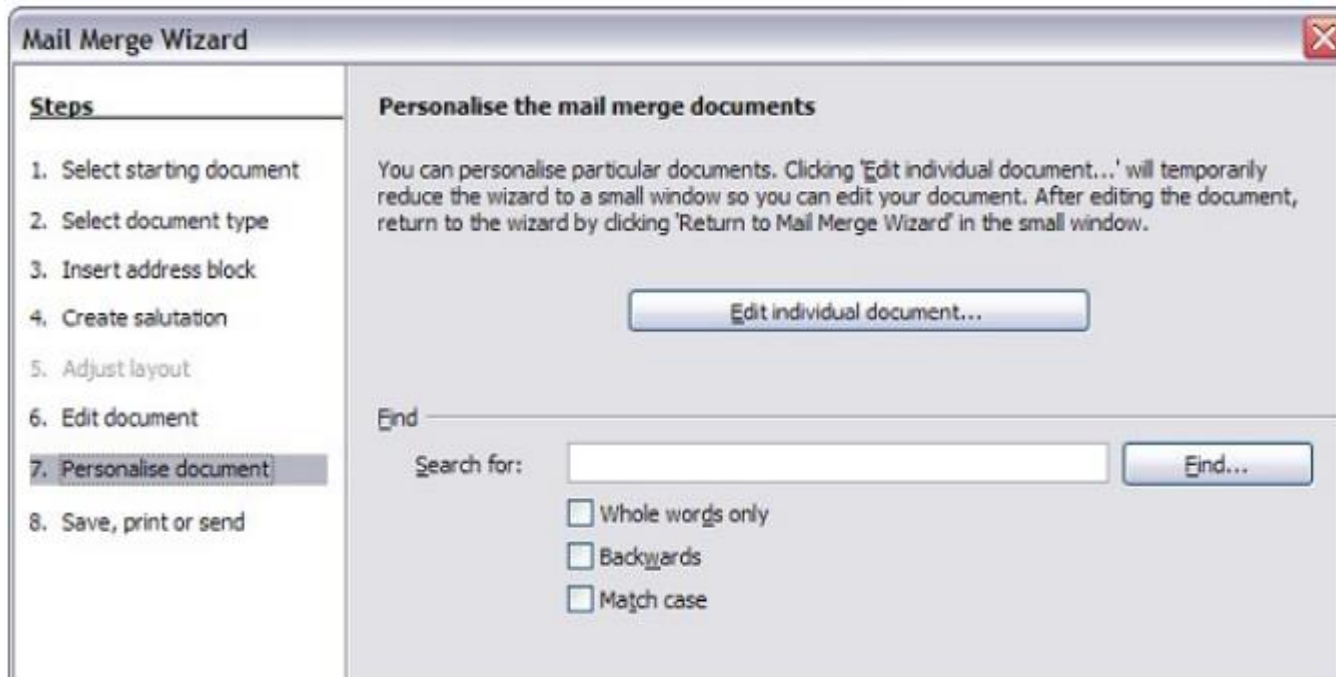 Mail Merge Wizard
Steps
1. Select starting document
2. Select document type
3. Insert address block
4. Create salutation
5. Adjust layout
6. Edit document
7. Personalise document
8. Save, print or send
Personalise the mail merge documents
You can personalise particular documents. Clicking 'Edit individual document...' will temporarily
reduce the wizard to a small window so you can edit your document. After editing the document,
return to the wizard by clicking 'Return to Mail Merge Wizard' in the small window.
Edit individual document...
Find
Search for:
Find...
Whole words only
Backwards
Match case